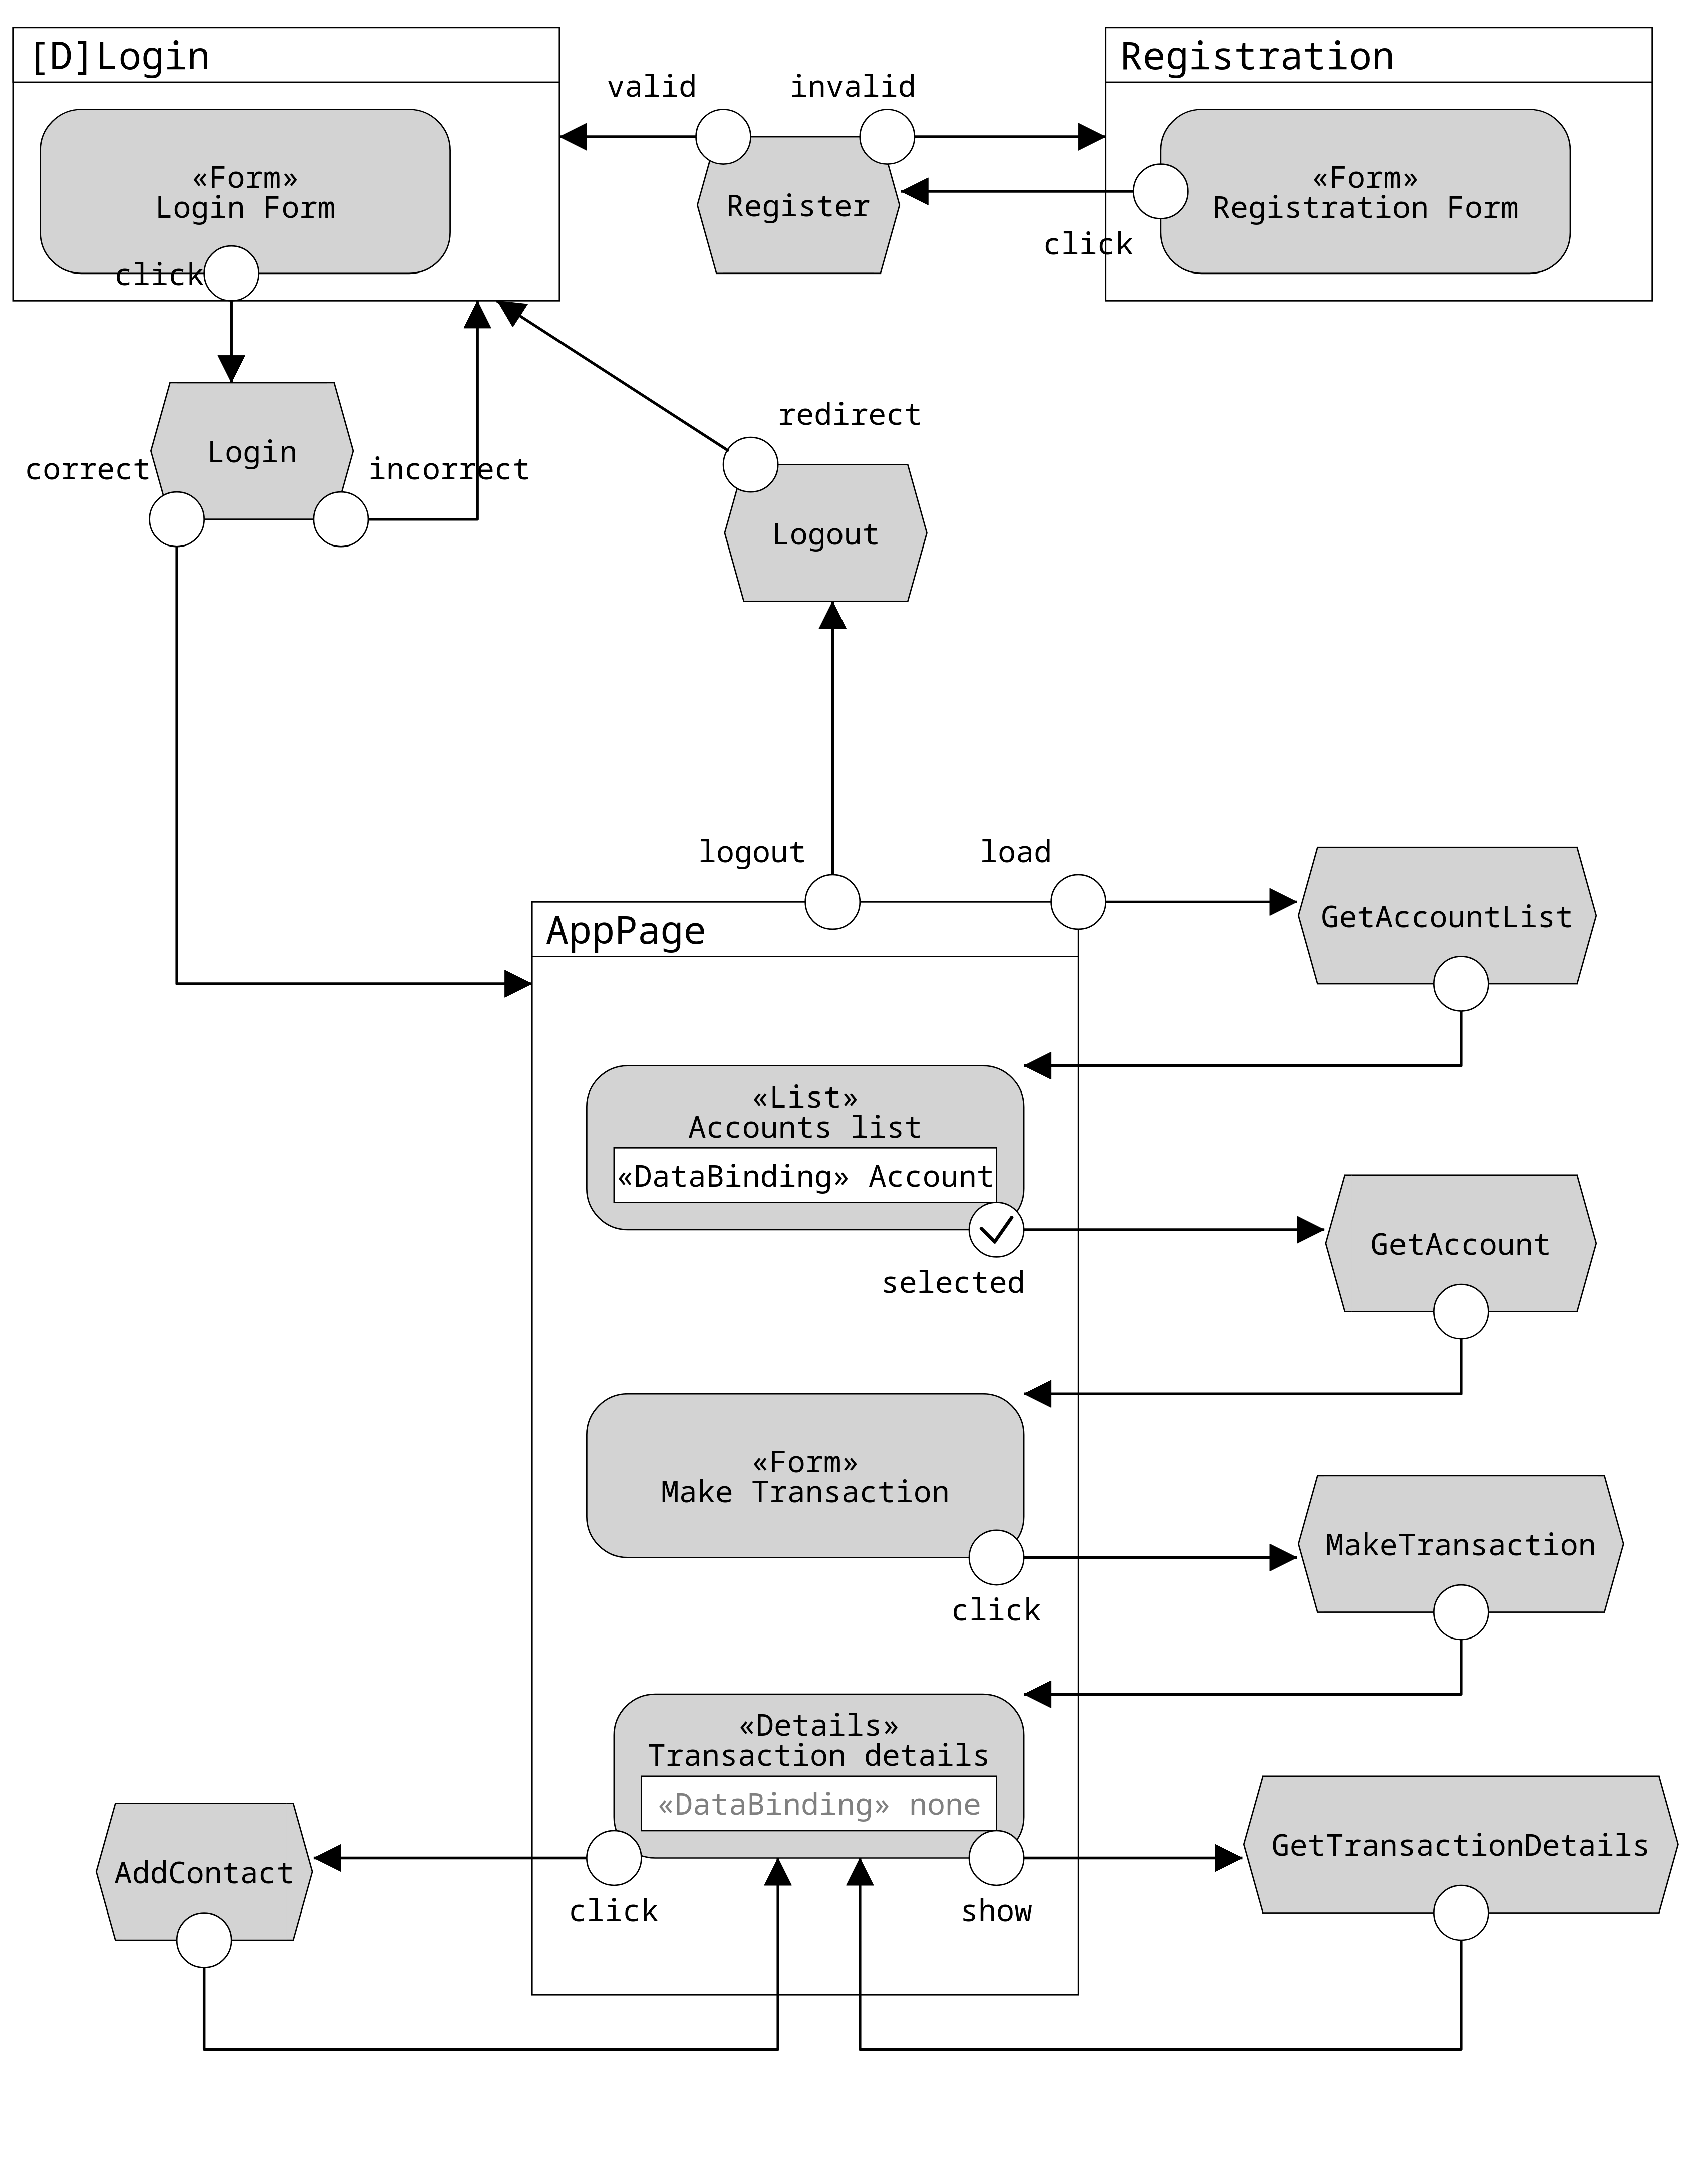 [D]Login
Registration
valid
invalid
«Form»
Login Form
Register
«Form»
Registration Form
click
click
redirect
Login
correct
incorrect
Logout
logout
load
AppPage
GetAccountList
«List»
Accounts list
«DataBinding» Account
GetAccount
selected
«Form»
Make Transaction
MakeTransaction
click
«Details»
Transaction details
«DataBinding» none
GetTransactionDetails
AddContact
click
show